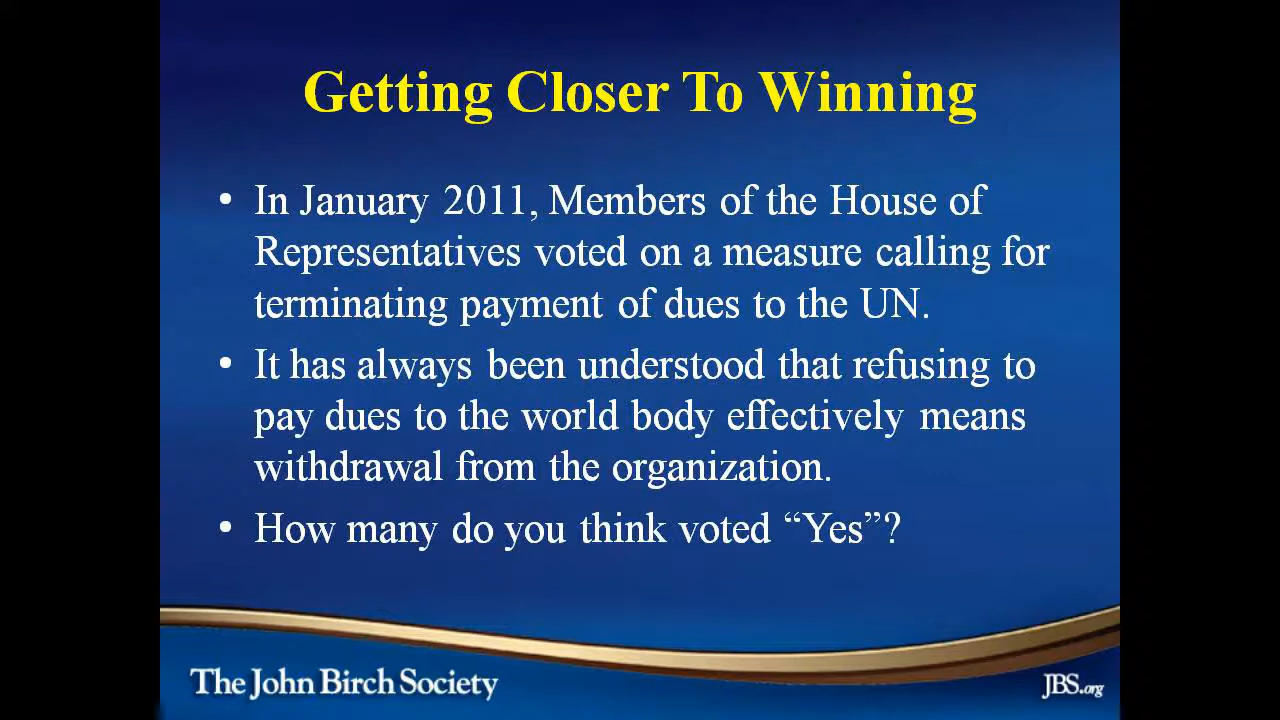 Getting Closer To Winning
• In January 2011, Members of the House of
Representatives voted on a measure calling for
terminating payment of dues to the UN.
• It has always been understood that refusing to
pay dues to the world body effectively means
withdrawal from the organization.
• How many do you think voted “Yes”?
The John Birch Society
JBS.org